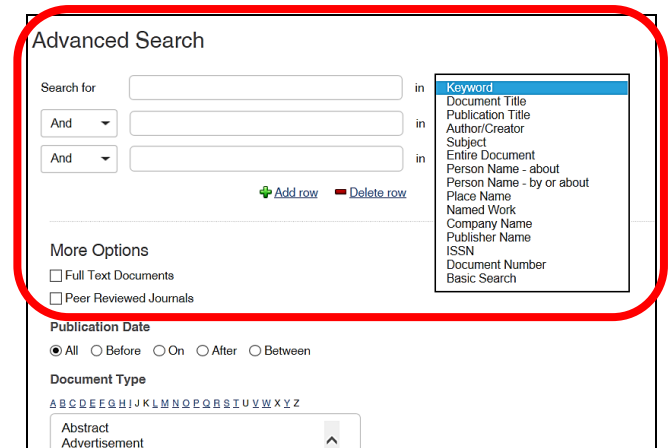 Advanced Search
Search for in
And in
And in
Add row Delete row
Keyword
Document Title
Publication Title
Author/Creator
Subject
Entire Document
Person Name - about
Person Name - by or about
Place Name
Named Work
Company Name
Publisher Name
ISSN
Document Number
Basic Search
More Options
Full Text Documents
Peer Reviewed Journals
Publication Date
All Before On After Between
Document Type
A B C D E F G H I J K L M N O P Q R S T U V W X Y Z
Abstract
Advertisement